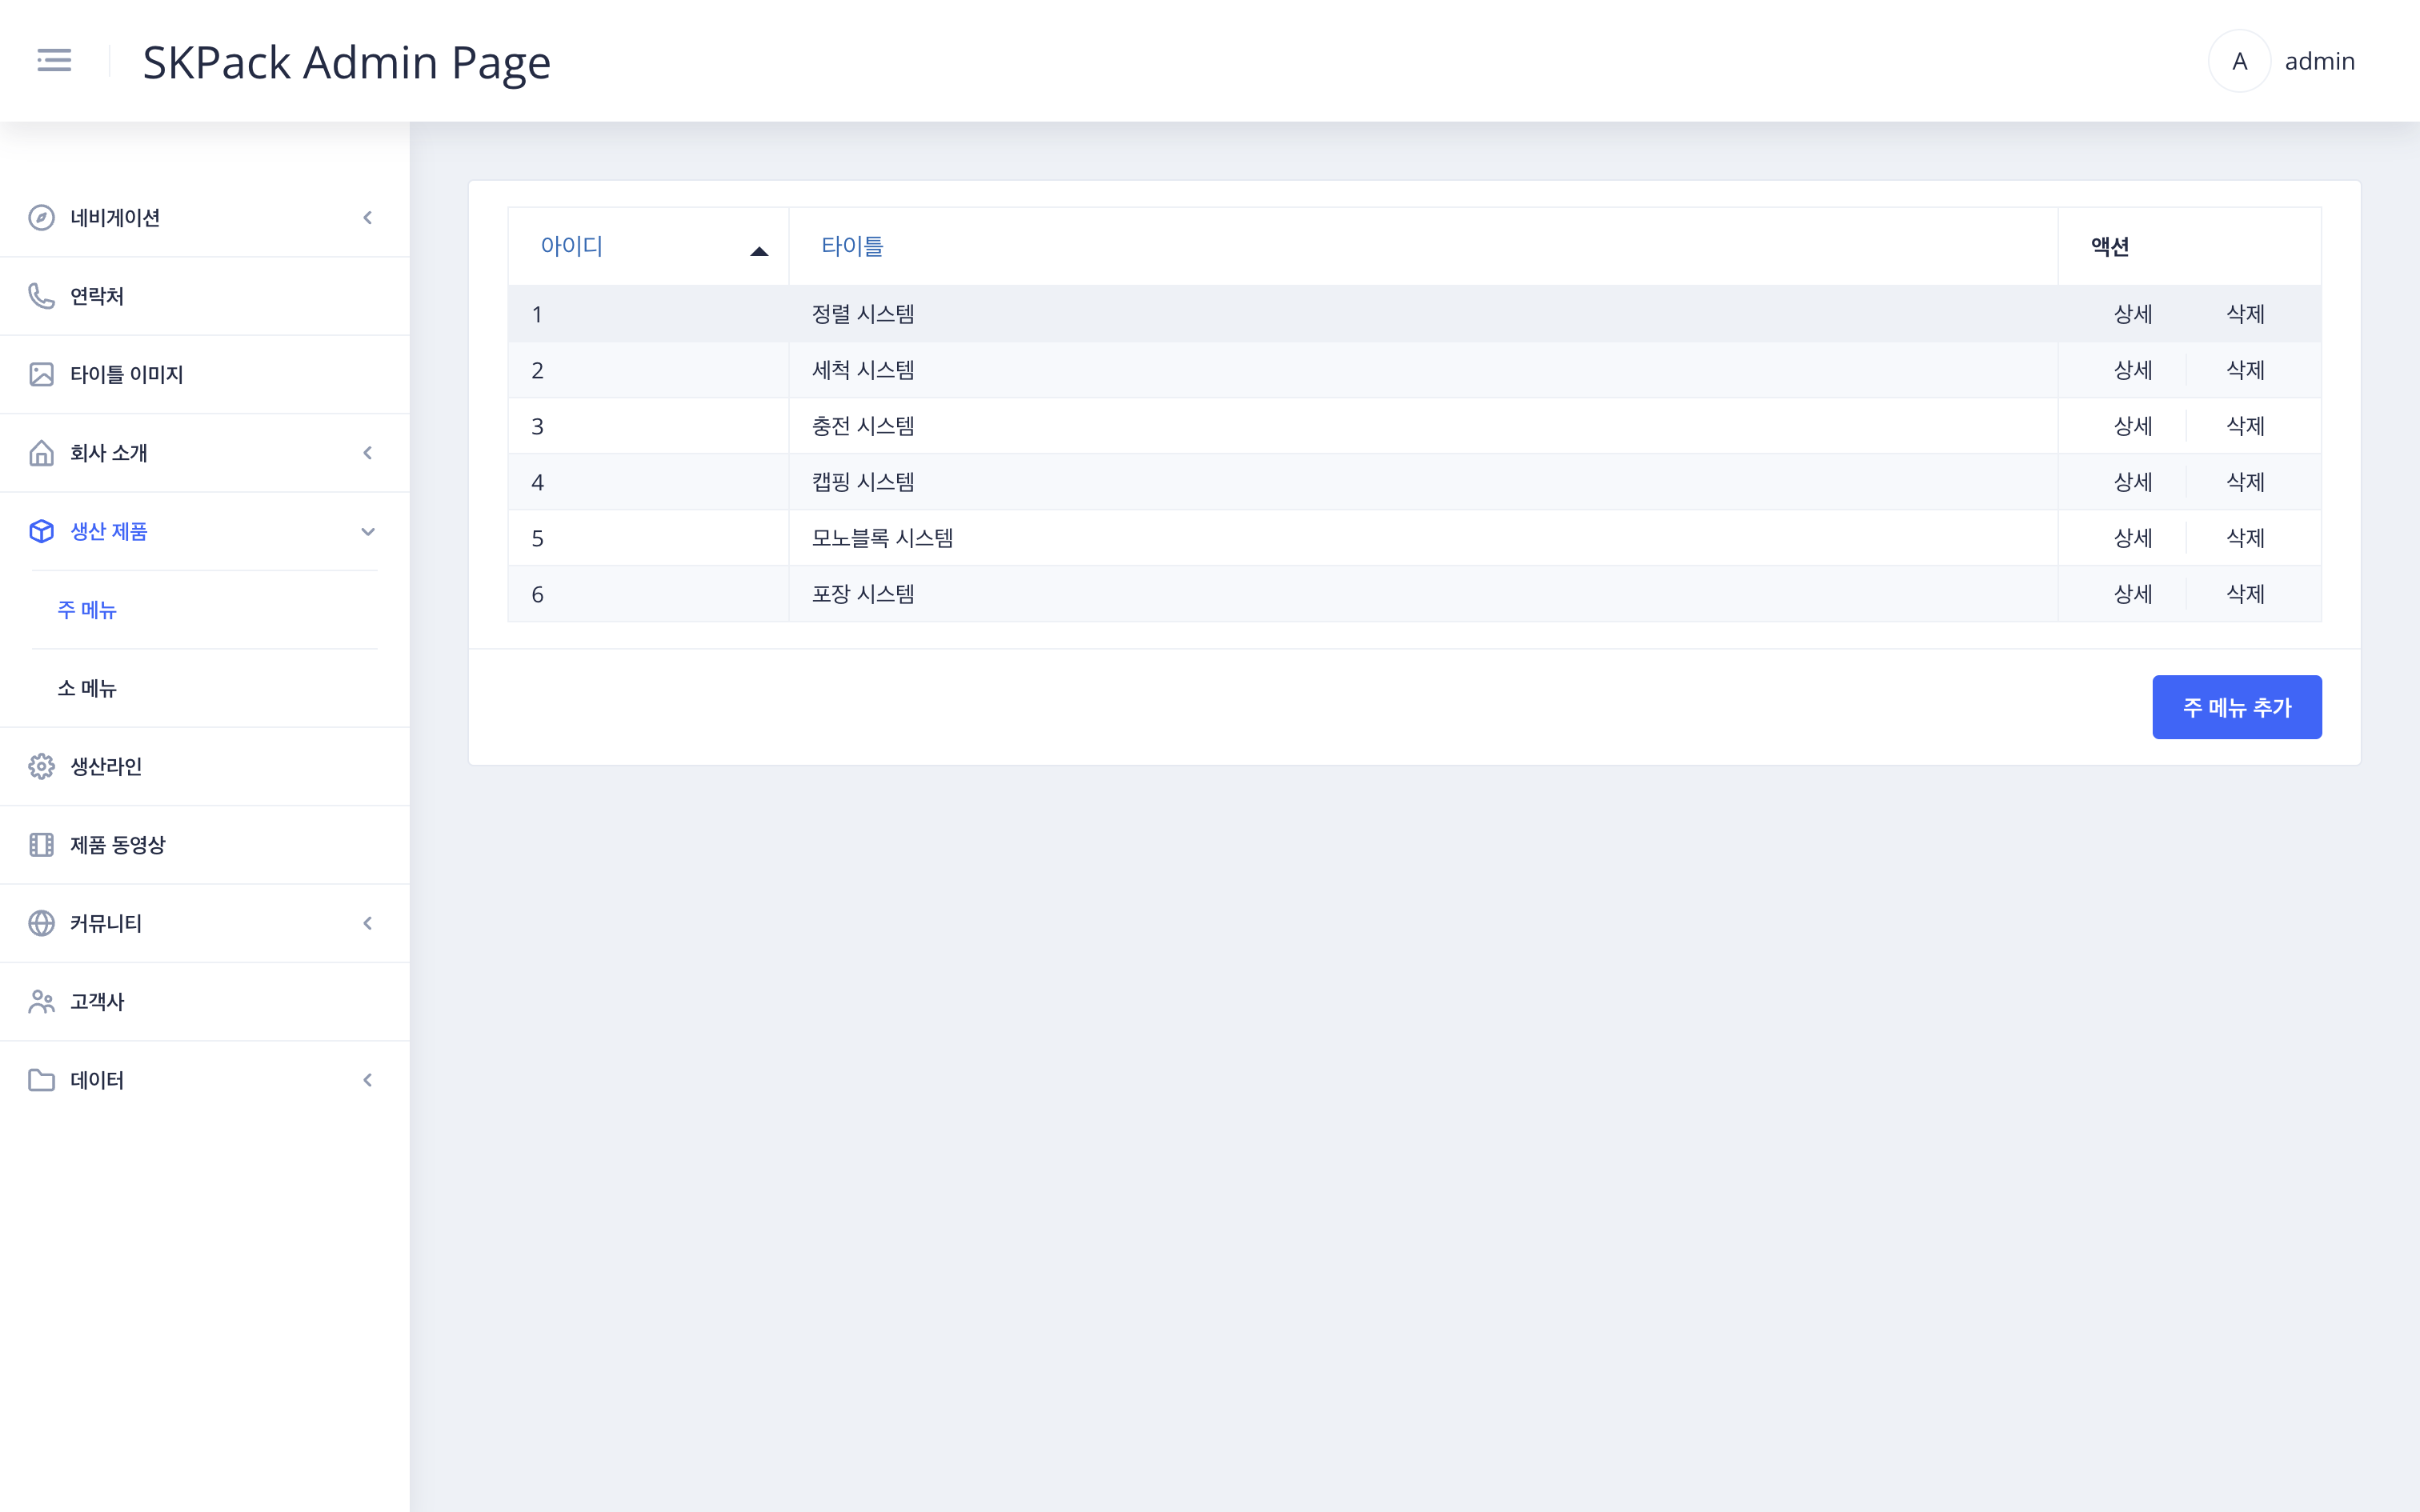 SKPack Admin Page
A admin
네비게이션
연락처
타이틀 이미지
회사 소개
생산 제품
주 메뉴
소 메뉴
생산라인
제품 동영상
커뮤니티
고객사
데이터
아이디 타이틀 액션
1 정렬 시스템 상세 삭제
2 세척 시스템 상세 삭제
3 충전 시스템 상세 삭제
4 캡핑 시스템 상세 삭제
5 모노블록 시스템 상세 삭제
6 포장 시스템 상세 삭제
주 메뉴 추가